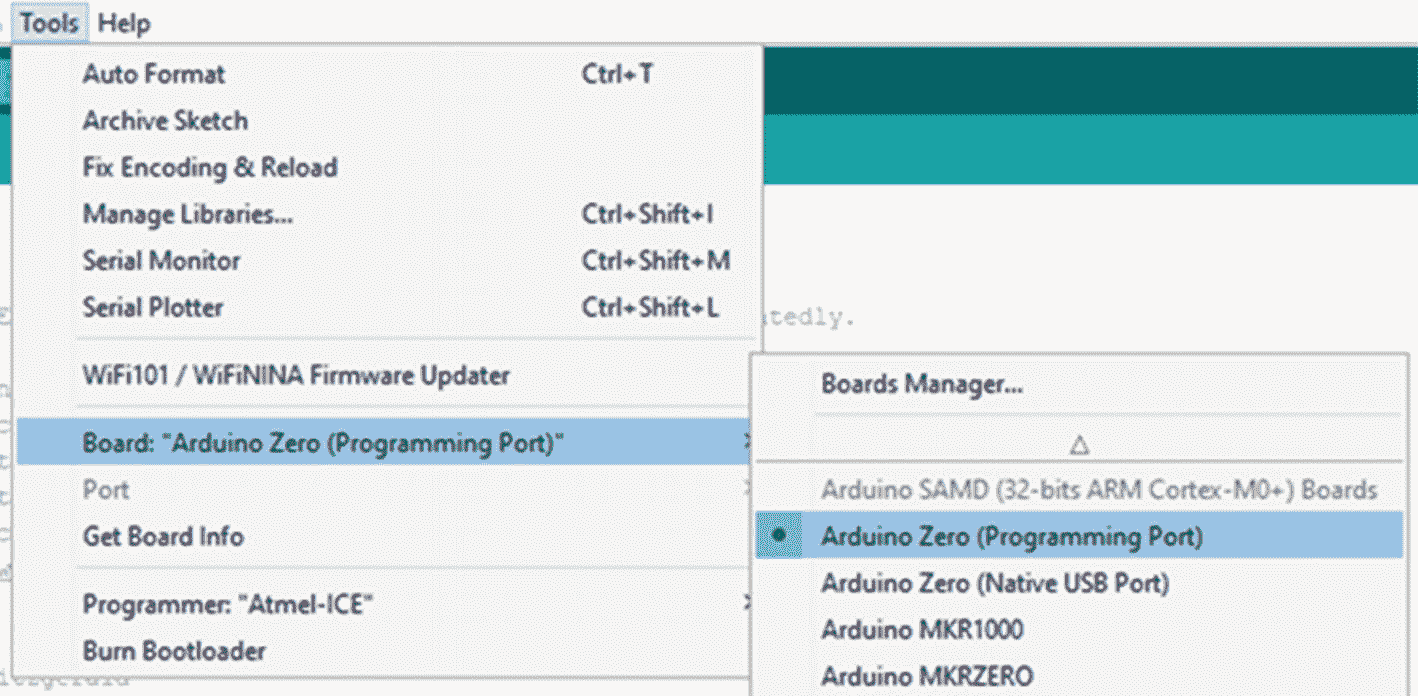 Tools Help
Auto Format Ctrl+T
Archive Sketch
Fix Encoding & Reload
Manage Libraries... Ctrl+Shift+I
Serial Monitor Ctrl+Shift+M
Serial Plotter Ctrl+Shift+L
WiFi101 / WiFiNINA Firmware Updater
Board: "Arduino Zero (Programming Port)"
Port
Get Board Info
Programmer: "Atmel-ICE"
Burn Bootloader
Boards Manager...
Arduino SAMD (32-bits ARM Cortex-M0+) Boards
Arduino Zero (Programming Port)
Arduino Zero (Native USB Port)
Arduino MKR1000
Arduino MKRZERO